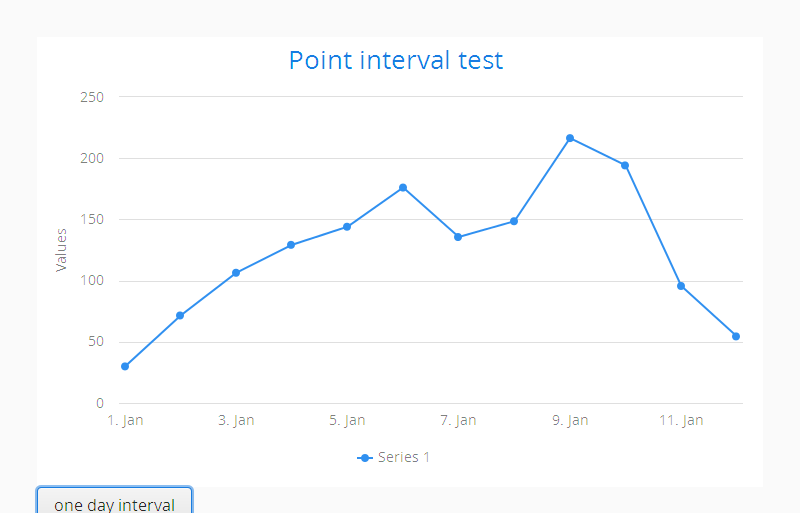 Point interval test
250
200
150
100
50
0
Values
1. Jan 3. Jan 5. Jan 7. Jan 9. Jan 11. Jan
Series 1
one day interval